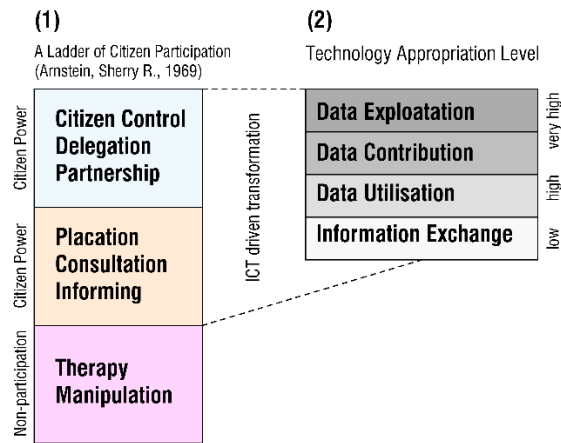 (1)
A Ladder of Citizen Participation
(Arnstein, Sherry R., 1969)
Citizen Power
Citizen Control
Delegation
Partnership
Citizen Power
Placation
Consultation
Informing
Non-participation
Therapy
Manipulation
ICT driven transformation
(2)
Technology Appropriation Level
Data Exploatation
very high
Data Contribution
Data Utilisation
high
Information Exchange
low